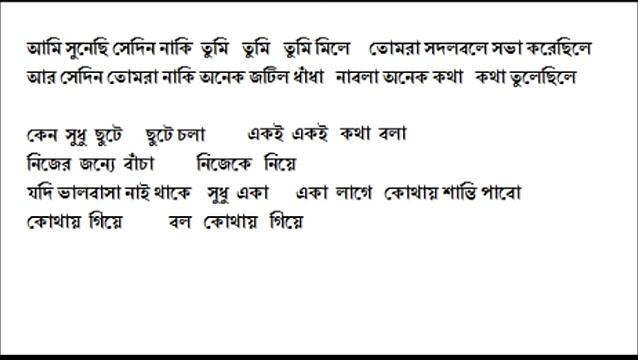 আমি সুনেছি সেদিন নাকি তুমি তুমি তুমি মিলে তোমরা সদলবলে সভা করেছিলে
আর সেদিন তোমরা নাকি অনেক জটিল ধাঁধা নাবলা অনেক কথা কথা তুলেছিলে
কেন সুধু ছুটে ছুটে চলা একই একই কথা বলা
নিজের জন্যে বাঁচা নিজেকে নিয়ে
যদি ভালবাসা নাই থাকে সুধু একা একা লাগে কোথায় শান্তি পাবো
কোথায় গিয়ে বল কোথায় গিয়ে